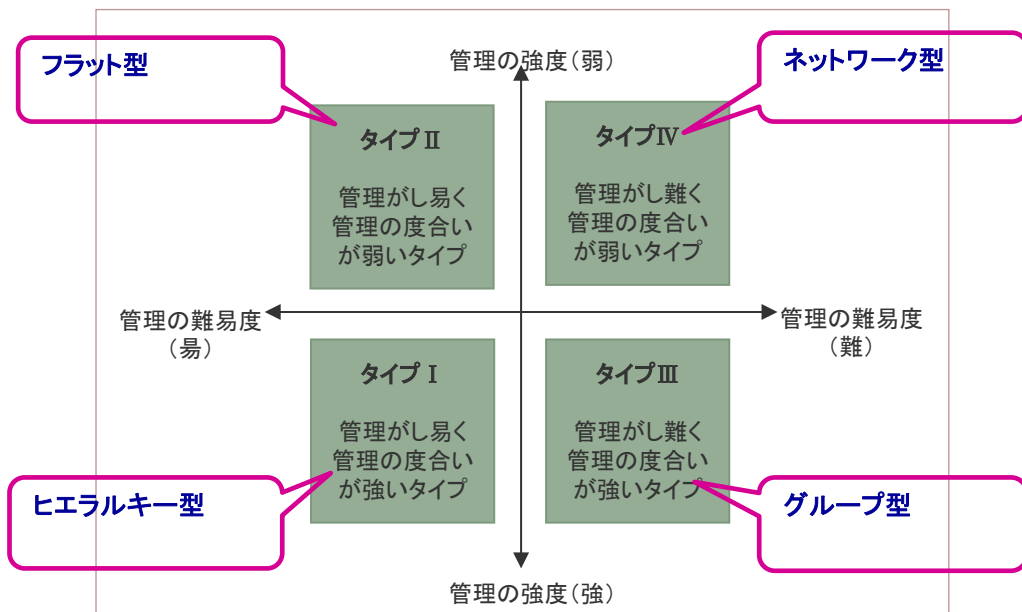 フラット型
管理の強度(弱)
ネットワーク型
タイプⅡ
管理がし易く
管理の度合い
が弱いタイプ
タイプⅣ
管理がし難く
管理の度合い
が弱いタイプ
管理の難易度
(易)
管理の難易度
(難)
タイプⅠ
管理がし易く
管理の度合い
が強いタイプ
タイプⅢ
管理がし難く
管理の度合い
が強いタイプ
ヒエラルキー型
グループ型
管理の強度(強)